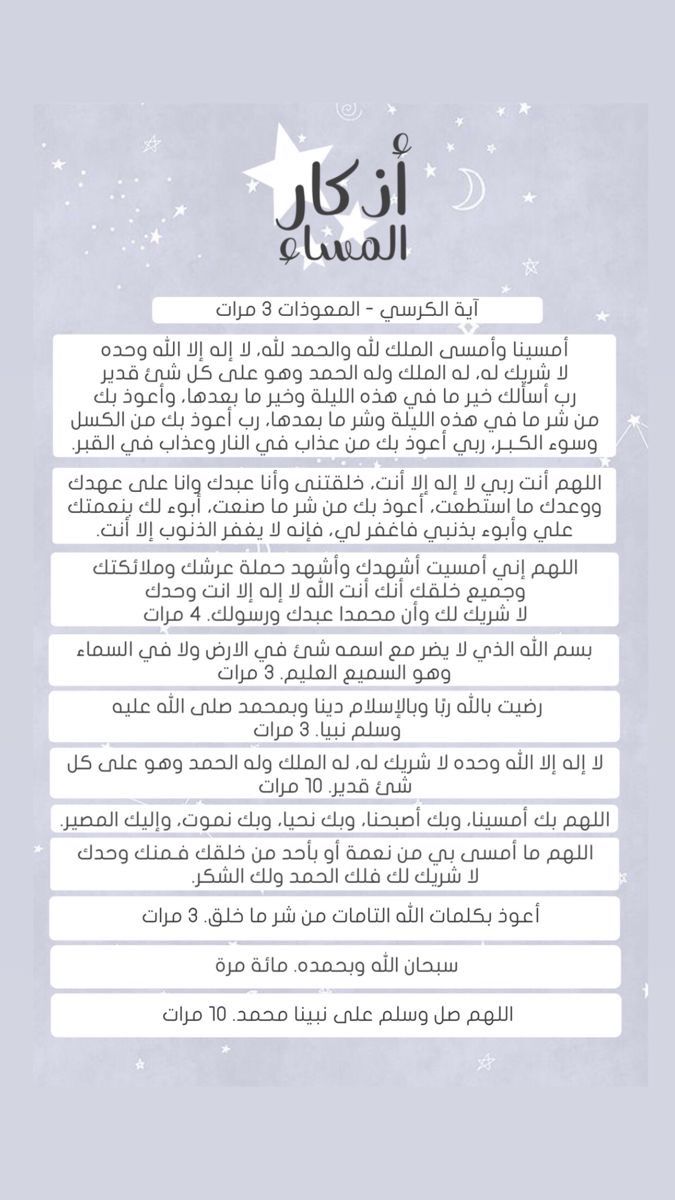 أذكار
المساء
آية الكرسي - المعوذات 3 مرات
أمسينا وأمسى الملك لله والحمد لله، لا إله إلا الله وحده
لا شريك له، له الملك وله الحمد وهو على كل شئ قدير
رب أسألك خير ما في هذه الليلة وخير ما بعدها، وأعوذ بك
من شر ما في هذه الليلة وشر ما بعدها، رب أعوذ بك من الكسل
وسوء الكـبـر، ربي أعوذ بك من عذاب في النار وعذاب في القبر.
اللهم أنت ربي لا إله إلا أنت، خلقتنى وأنا عبدك وانا على عهدك
ووعدك ما استطعت، أعوذ بك من شر ما صنعت، أبوء لك بنعمتك
علي وأبوء بذنبي فاغفر لي، فإنه لا يغفر الذنوب إلا أنت.
اللهم إني أمسيت أشهدك وأشهد حملة عرشك وملائكتك
وجميع خلقك أنك أنت الله لا إله إلا انت وحدك
لا شريك لك وأن محمدا عبدك ورسولك. 4 مرات
بسم الله الذي لا يضر مع اسمه شئ في الارض ولا في السماء
وهو السميع العليم. 3 مرات
رضيت بالله ربًا وبالإسلام دينا وبمحمد صلى الله عليه
وسلم نبيا. 3 مرات
لا إله إلا الله وحده لا شريك له، له الملك وله الحمد وهو على كل
شئ قدير. 10 مرات
اللهم بك أمسينا، وبك أصبحنا، وبك نحيا، وبك نموت، وإليك المصير.
اللهم ما أمسى بي من نعمة أو بأحد من خلقك فـمنك وحدك
لا شريك لك فلك الحمد ولك الشكر.
أعوذ بكلمات الله التامات من شر ما خلق. 3 مرات
سبحان الله وبحمده. مائة مرة
اللهم صل وسلم على نبينا محمد. 10 مرات